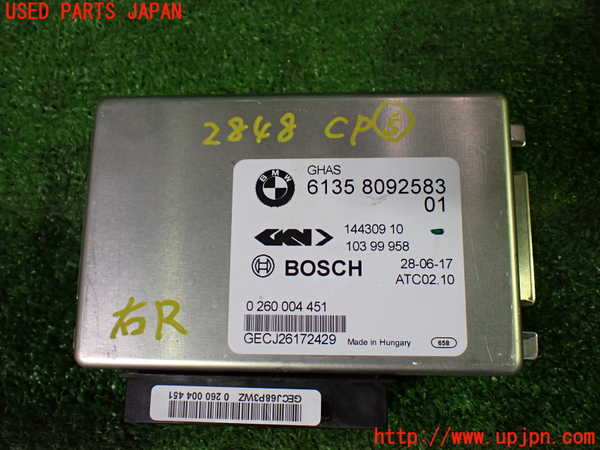 USED PARTS JAPAN
2848 CP⑤
GHAS
BMW
6135 8092583
01
GKN
144309 10
103 99 958
BOSCH
28-06-17
ATC02.10
0 260 004 451
GECJ26172429
Made in Hungary
658
右R
GECJ68P3WZ 0 260 004 451
http://www.upjpn.com